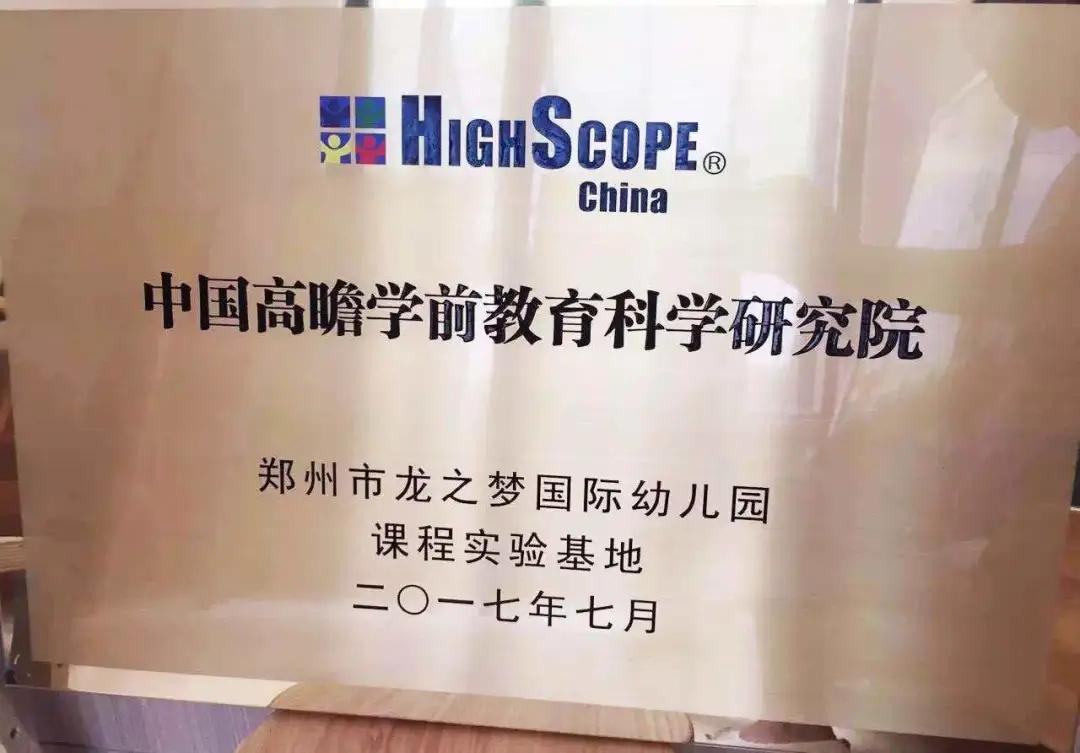 HIGHSCOPE®
China
中国高瞻学前教育科学研究院
郑州市龙之梦国际幼儿园
课程实验基地
二〇一七年七月